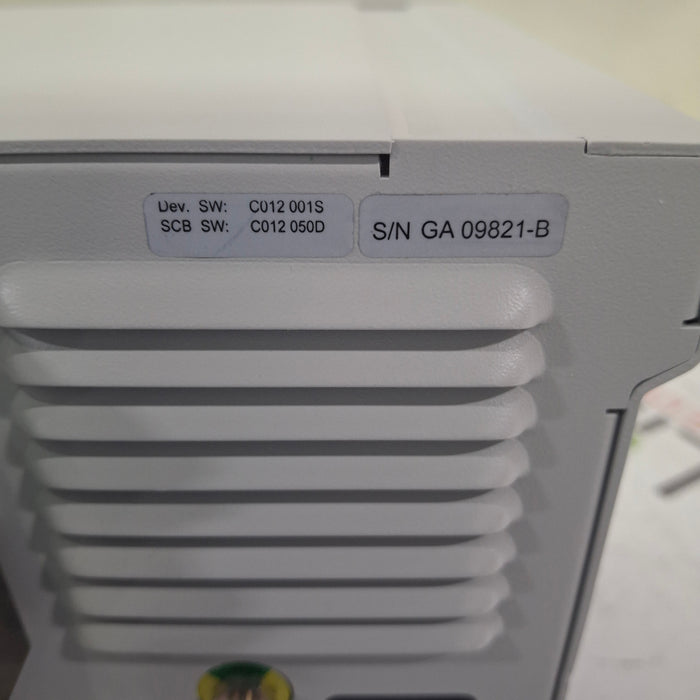 Dev. SW: C012 001S
SCB SW: C012 050D
S/N GA 09821-B